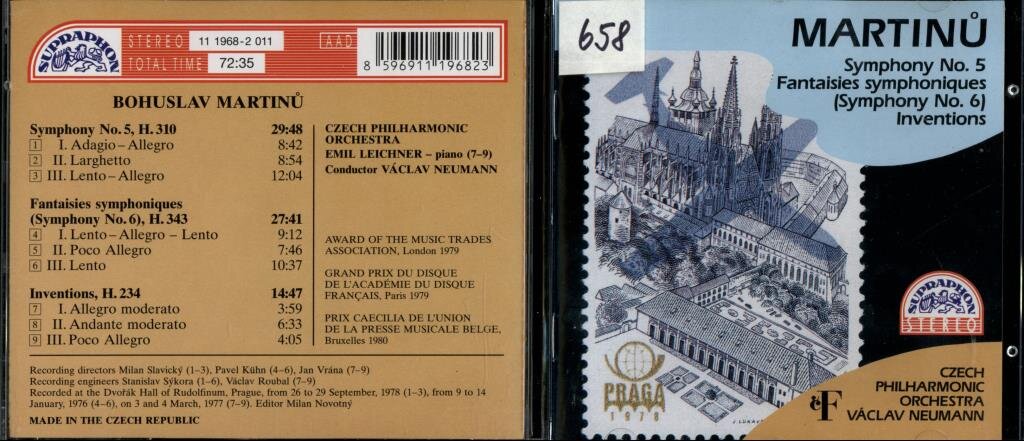 SUPRAPHON
STEREO 11 1968-2 011 AAD
TOTAL TIME 72:35
8 596911 196823
BOHUSLAV MARTINŮ
Symphony No. 5, H. 310 29:48
1 I. Adagio – Allegro 8:42
2 II. Larghetto 8:54
3 III. Lento – Allegro 12:04
Fantaisies symphoniques
(Symphony No. 6), H. 343 27:41
4 I. Lento – Allegro – Lento 9:12
5 II. Poco Allegro 7:46
6 III. Lento 10:37
Inventions, H. 234 14:47
7 I. Allegro moderato 3:59
8 II. Andante moderato 6:33
9 III. Poco Allegro 4:05
CZECH PHILHARMONIC
ORCHESTRA
EMIL LEICHNER – piano (7–9)
Conductor VÁCLAV NEUMANN
AWARD OF THE MUSIC TRADES
ASSOCIATION, London 1979
GRAND PRIX DU DISQUE
DE L'ACADÉMIE DU DISQUE
FRANÇAIS, Paris 1979
PRIX CAECILIA DE L'UNION
DE LA PRESSE MUSICALE BELGE,
Bruxelles 1980
Recording directors Milan Slavický (1–3), Pavel Kühn (4–6), Jan Vrána (7–9)
Recording engineers Stanislav Sýkora (1–6), Václav Roubal (7–9)
Recorded at the Dvořák Hall of Rudolfinum, Prague, from 26 to 29 September, 1978 (1–3), from 9 to 14
January, 1976 (4–6), on 3 and 4 March, 1977 (7–9). Editor Milan Novotný
MADE IN THE CZECH REPUBLIC
658
MARTINŮ
Symphony No. 5
Fantaisies symphoniques
(Symphony No. 6)
Inventions
SUPRAPHON
STEREO
PRAGA
1978
čF
CZECH
PHILHARMONIC
ORCHESTRA
VÁCLAV NEUMANN